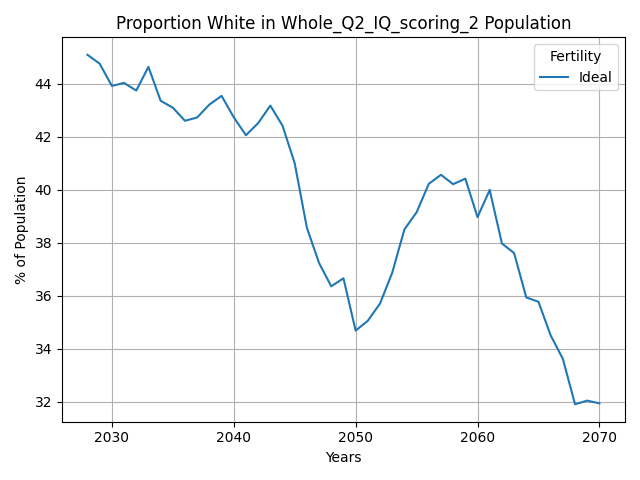 Proportion White in Whole_Q2_IQ_scoring_2 Population
Fertility
Ideal
% of Population
44
42
40
38
36
34
32
2030 2040 2050 2060 2070
Years